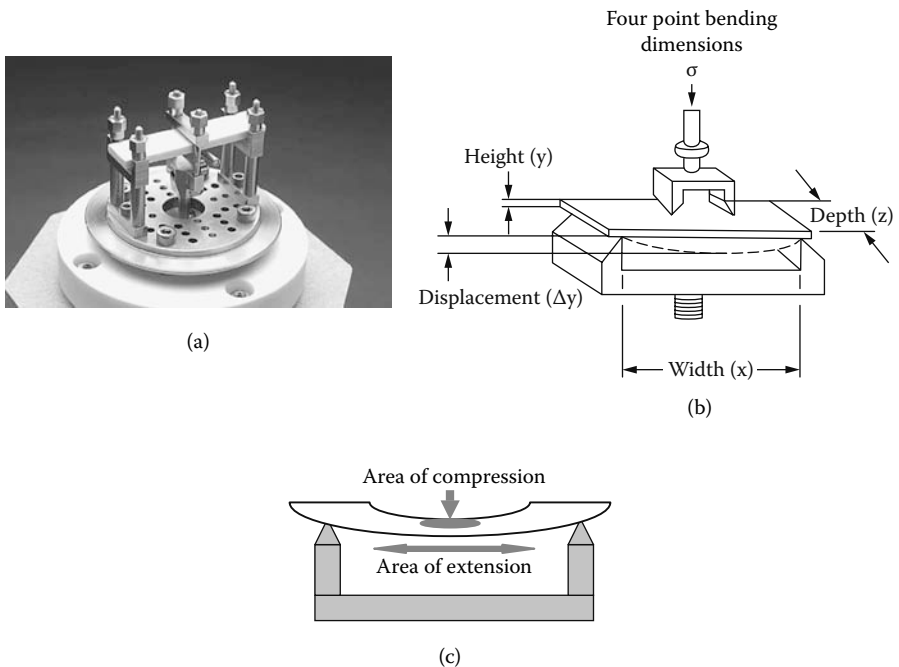 Four point bending
dimensions
σ
Height (y)
Depth (z)
Displacement (Δy)
Width (x)
(a)
(b)
Area of compression
Area of extension
(c)